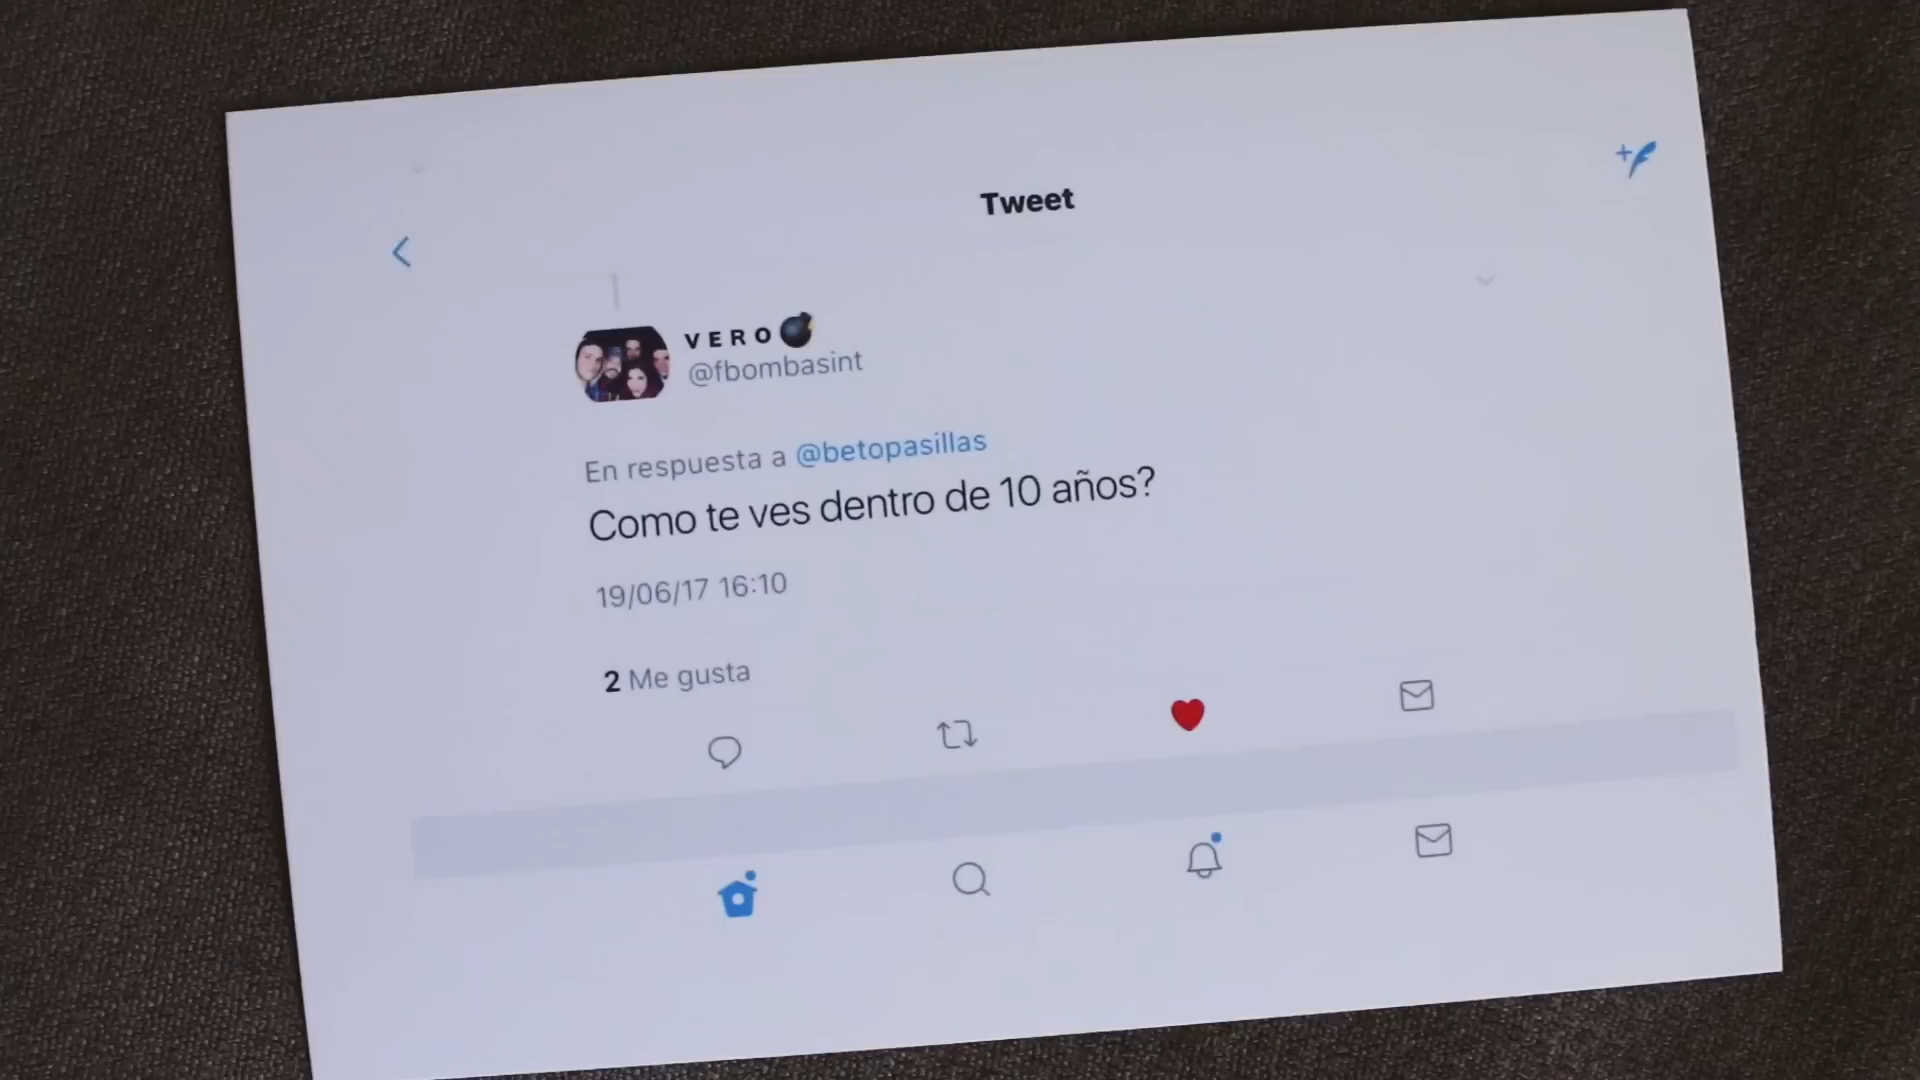 Tweet
VERO💣
@fbombasint
En respuesta a @betopasillas
Como te ves dentro de 10 años?
19/06/17 16:10
2 Me gusta